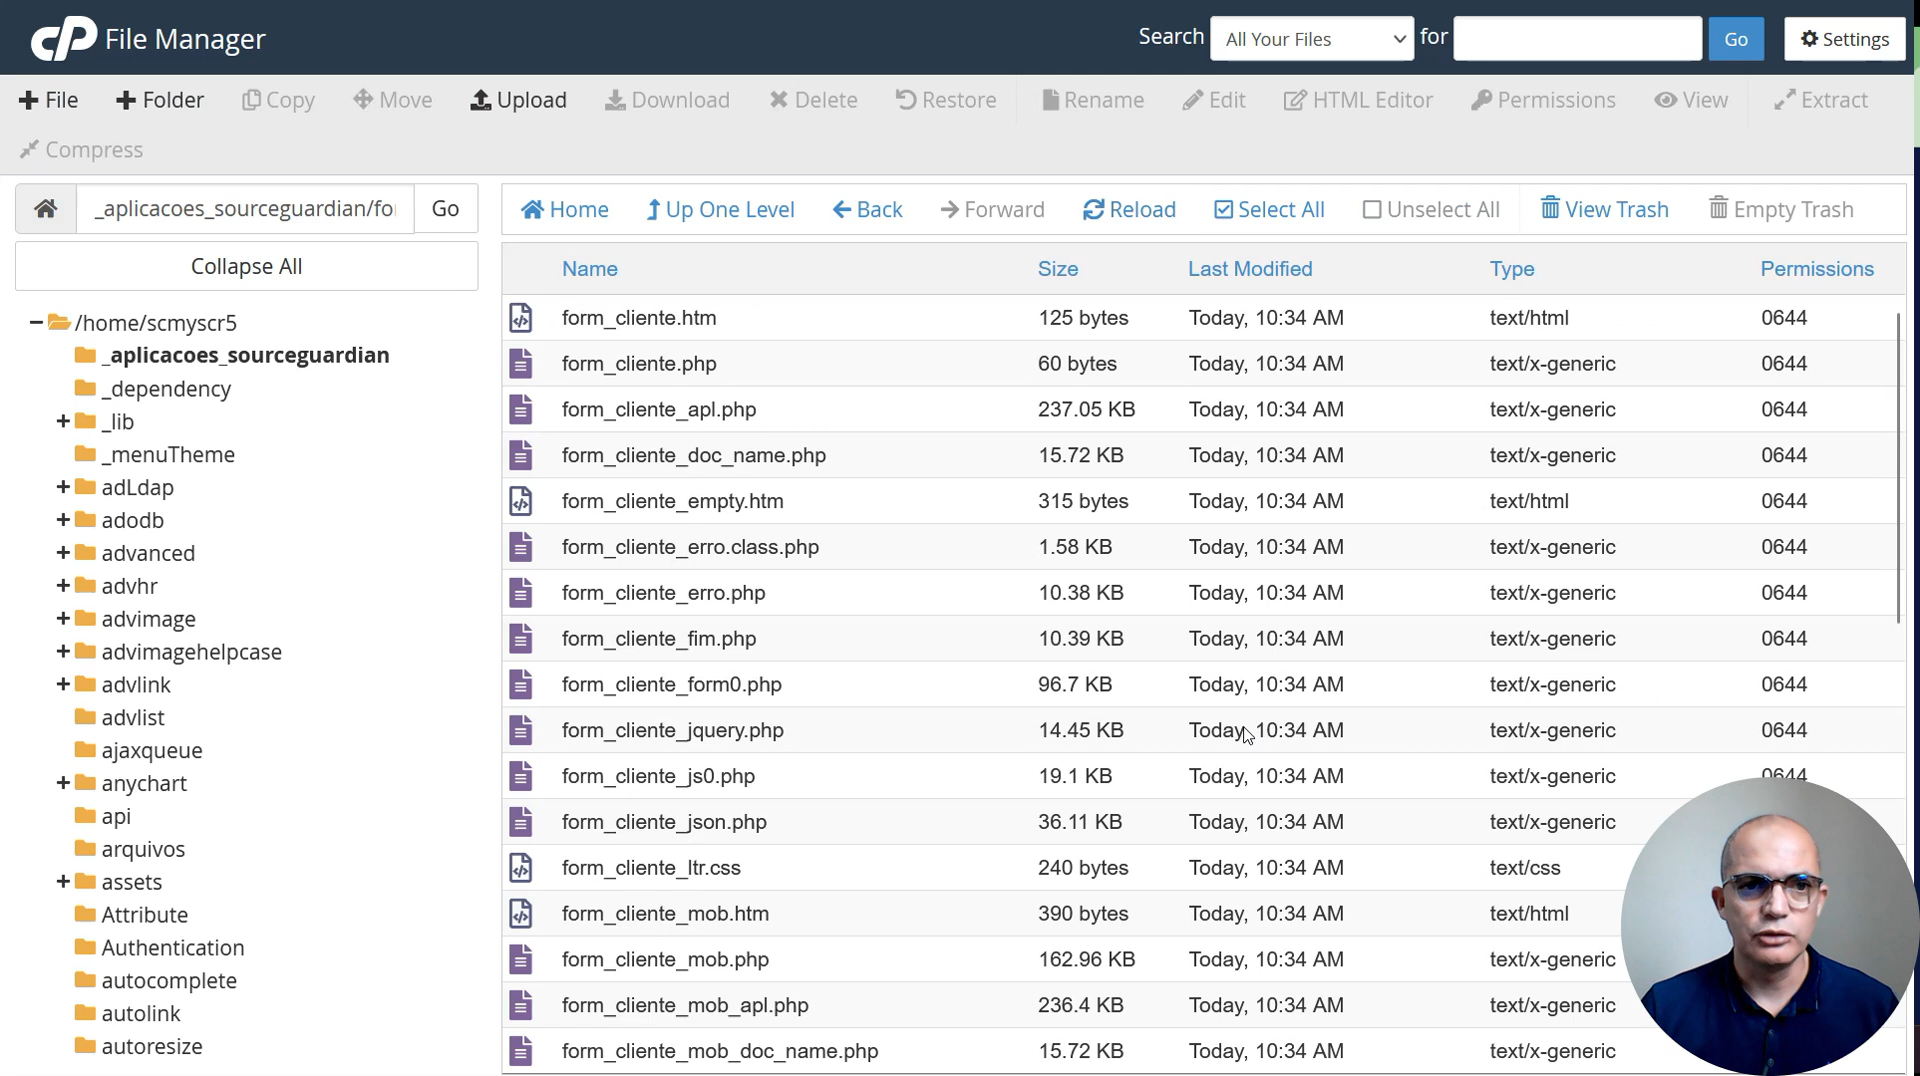 cP File Manager
Search All Your Files for Go Settings
File Folder Copy Move Upload Download Delete Restore Rename Edit HTML Editor Permissions View Extract
Compress
_aplicacoes_sourceguardian/for Go
Home Up One Level Back Forward Reload Select All Unselect All View Trash Empty Trash
Collapse All
/home/scmyscr5
_aplicacoes_sourceguardian
_dependency
_lib
_menuTheme
adLdap
adodb
advanced
advhr
advimage
advimagehelpcase
advlink
advlist
ajaxqueue
anychart
api
arquivos
assets
Attribute
Authentication
autocomplete
autolink
autoresize
Name Size Last Modified Type Permissions
form_cliente.htm 125 bytes Today, 10:34 AM text/html 0644
form_cliente.php 60 bytes Today, 10:34 AM text/x-generic 0644
form_cliente_apl.php 237.05 KB Today, 10:34 AM text/x-generic 0644
form_cliente_doc_name.php 15.72 KB Today, 10:34 AM text/x-generic 0644
form_cliente_empty.htm 315 bytes Today, 10:34 AM text/html 0644
form_cliente_erro.class.php 1.58 KB Today, 10:34 AM text/x-generic 0644
form_cliente_erro.php 10.38 KB Today, 10:34 AM text/x-generic 0644
form_cliente_fim.php 10.39 KB Today, 10:34 AM text/x-generic 0644
form_cliente_form0.php 96.7 KB Today, 10:34 AM text/x-generic 0644
form_cliente_jquery.php 14.45 KB Today, 10:34 AM text/x-generic 0644
form_cliente_js0.php 19.1 KB Today, 10:34 AM text/x-generic 0644
form_cliente_json.php 36.11 KB Today, 10:34 AM text/x-generic
form_cliente_ltr.css 240 bytes Today, 10:34 AM text/css
form_cliente_mob.htm 390 bytes Today, 10:34 AM text/html
form_cliente_mob.php 162.96 KB Today, 10:34 AM text/x-generic
form_cliente_mob_apl.php 236.4 KB Today, 10:34 AM text/x-generic
form_cliente_mob_doc_name.php 15.72 KB Today, 10:34 AM text/x-generic